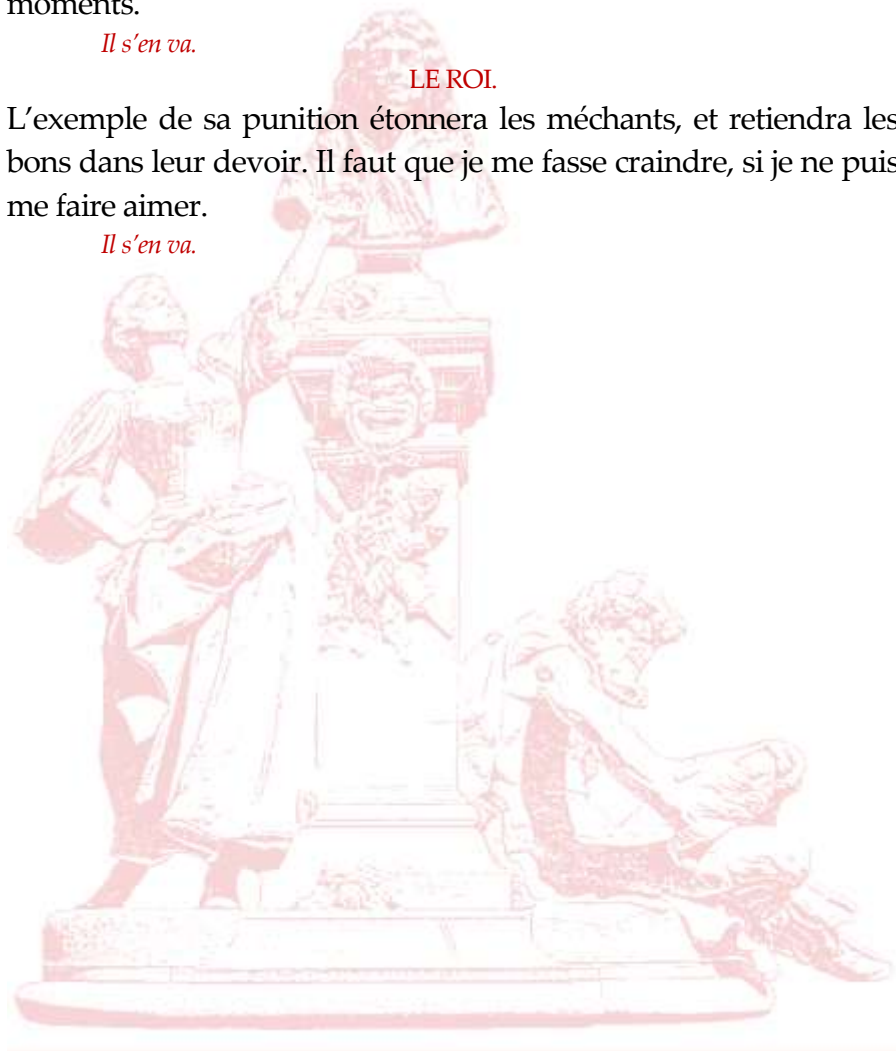 moments.
Il s’en va.
LE ROI.
L’exemple de sa punition étonnera les méchants, et retiendra les
bons dans leur devoir. Il faut que je me fasse craindre, si je ne puis
me faire aimer.
Il s’en va.